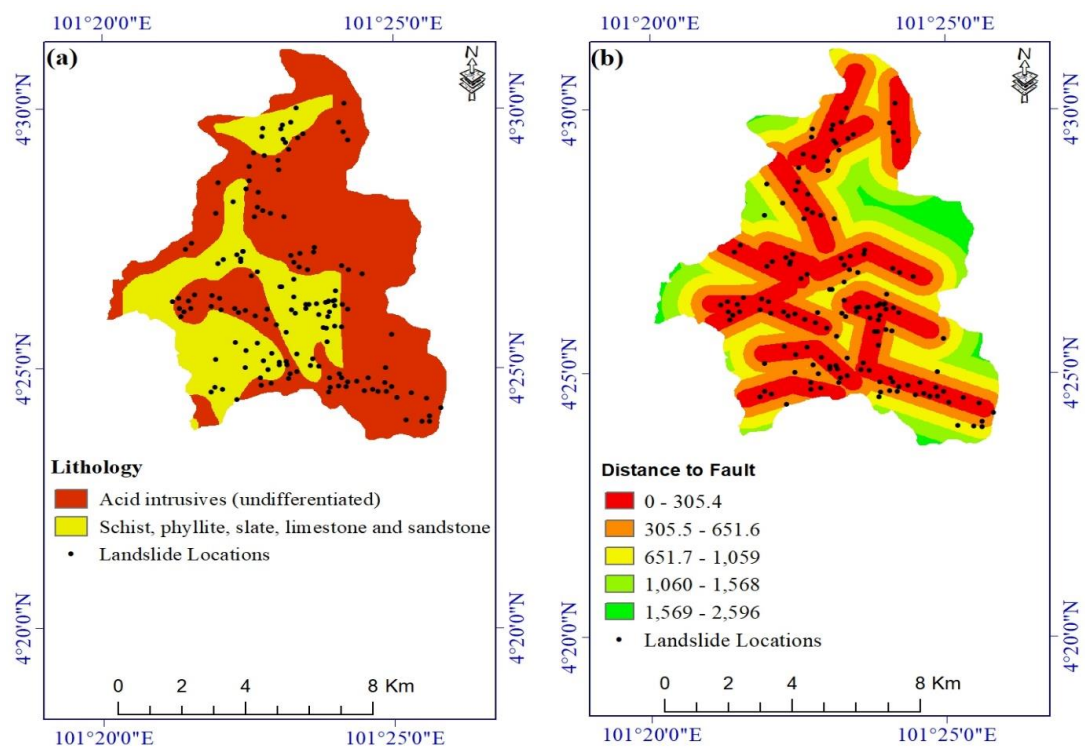 101°20'0"E 101°25'0"E
(a)
N
4°30'0"N 4°30'0"N
4°25'0"N 4°25'0"N
4°20'0"N 4°20'0"N
Lithology
Acid intrusives (undifferentiated)
Schist, phyllite, slate, limestone and sandstone
Landslide Locations
0 2 4 8 Km
101°20'0"E 101°25'0"E
101°20'0"E 101°25'0"E
(b)
N
4°30'0"N 4°30'0"N
4°25'0"N 4°25'0"N
4°20'0"N 4°20'0"N
Distance to Fault
0 - 305.4
305.5 - 651.6
651.7 - 1,059
1,060 - 1,568
1,569 - 2,596
Landslide Locations
0 2 4 8 Km
101°20'0"E 101°25'0"E